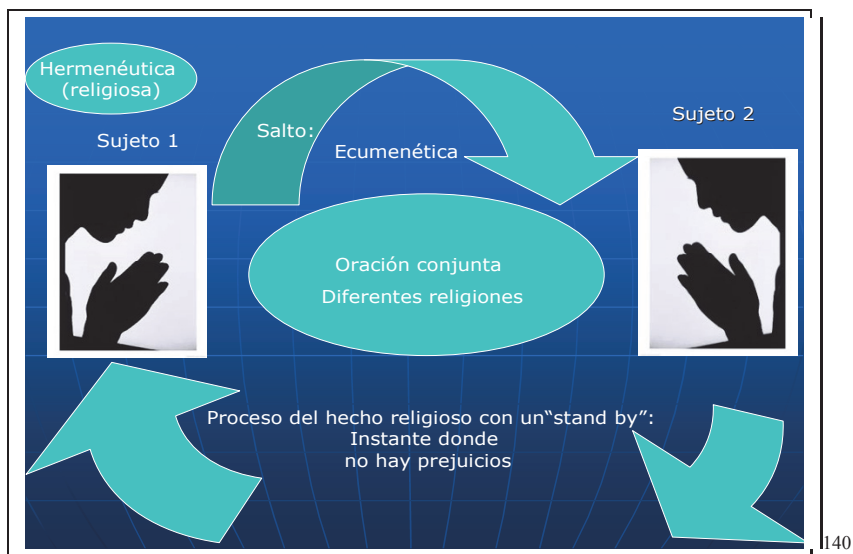 Hermenéutica
(religiosa)
Sujeto 1
Salto:
Ecumenética
Sujeto 2
Oración conjunta
Diferentes religiones
Proceso del hecho religioso con un“stand by”:
Instante donde
no hay prejuicios
140